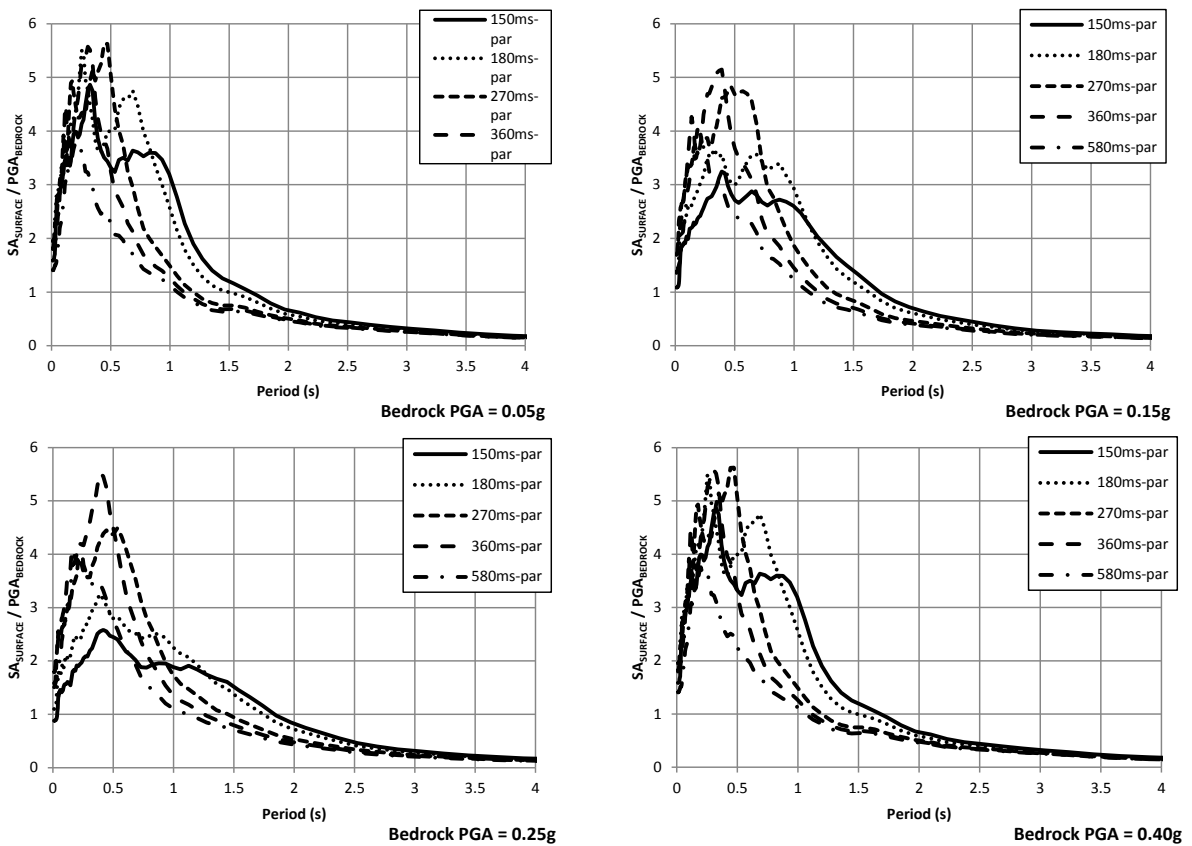 6
5
4
3
2
1
0
SA_SURFACE / PGA_BEDROCK
0 0.5 1 1.5 2 2.5 3 3.5 4
Period (s)
150ms-
par
180ms-
par
270ms-
par
360ms-
par
Bedrock PGA = 0.05g
6
5
4
3
2
1
0
SA_SURFACE / PGA_BEDROCK
0 0.5 1 1.5 2 2.5 3 3.5 4
Period (s)
150ms-par
180ms-par
270ms-par
360ms-par
580ms-par
Bedrock PGA = 0.15g
6
5
4
3
2
1
0
SA_SURFACE / PGA_BEDROCK
0 0.5 1 1.5 2 2.5 3 3.5 4
Period (s)
150ms-par
180ms-par
270ms-par
360ms-par
580ms-par
Bedrock PGA = 0.25g
6
5
4
3
2
1
0
SA_SURFACE / PGA_BEDROCK
0 0.5 1 1.5 2 2.5 3 3.5 4
Period (s)
150ms-par
180ms-par
270ms-par
360ms-par
580ms-par
Bedrock PGA = 0.40g